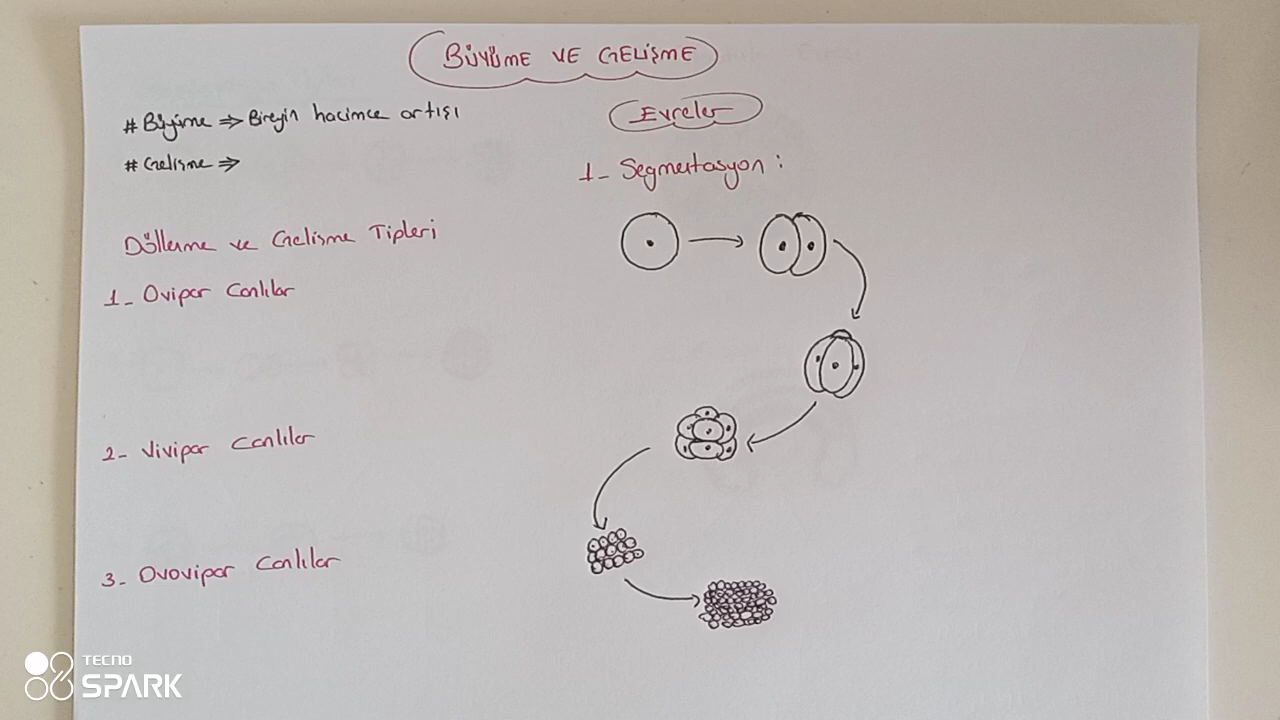 BÜYÜME VE GELİŞME
# Büyüme ⇒ Bireyin hacimce artışı
# Gelişme ⇒
Döllenme ve Gelişme Tipleri
1- Ovipar Canlılar
2- Vivipar Canlılar
3- Ovovipar Canlılar
Evreler
1- Segmentasyon :
TECNO
SPARK